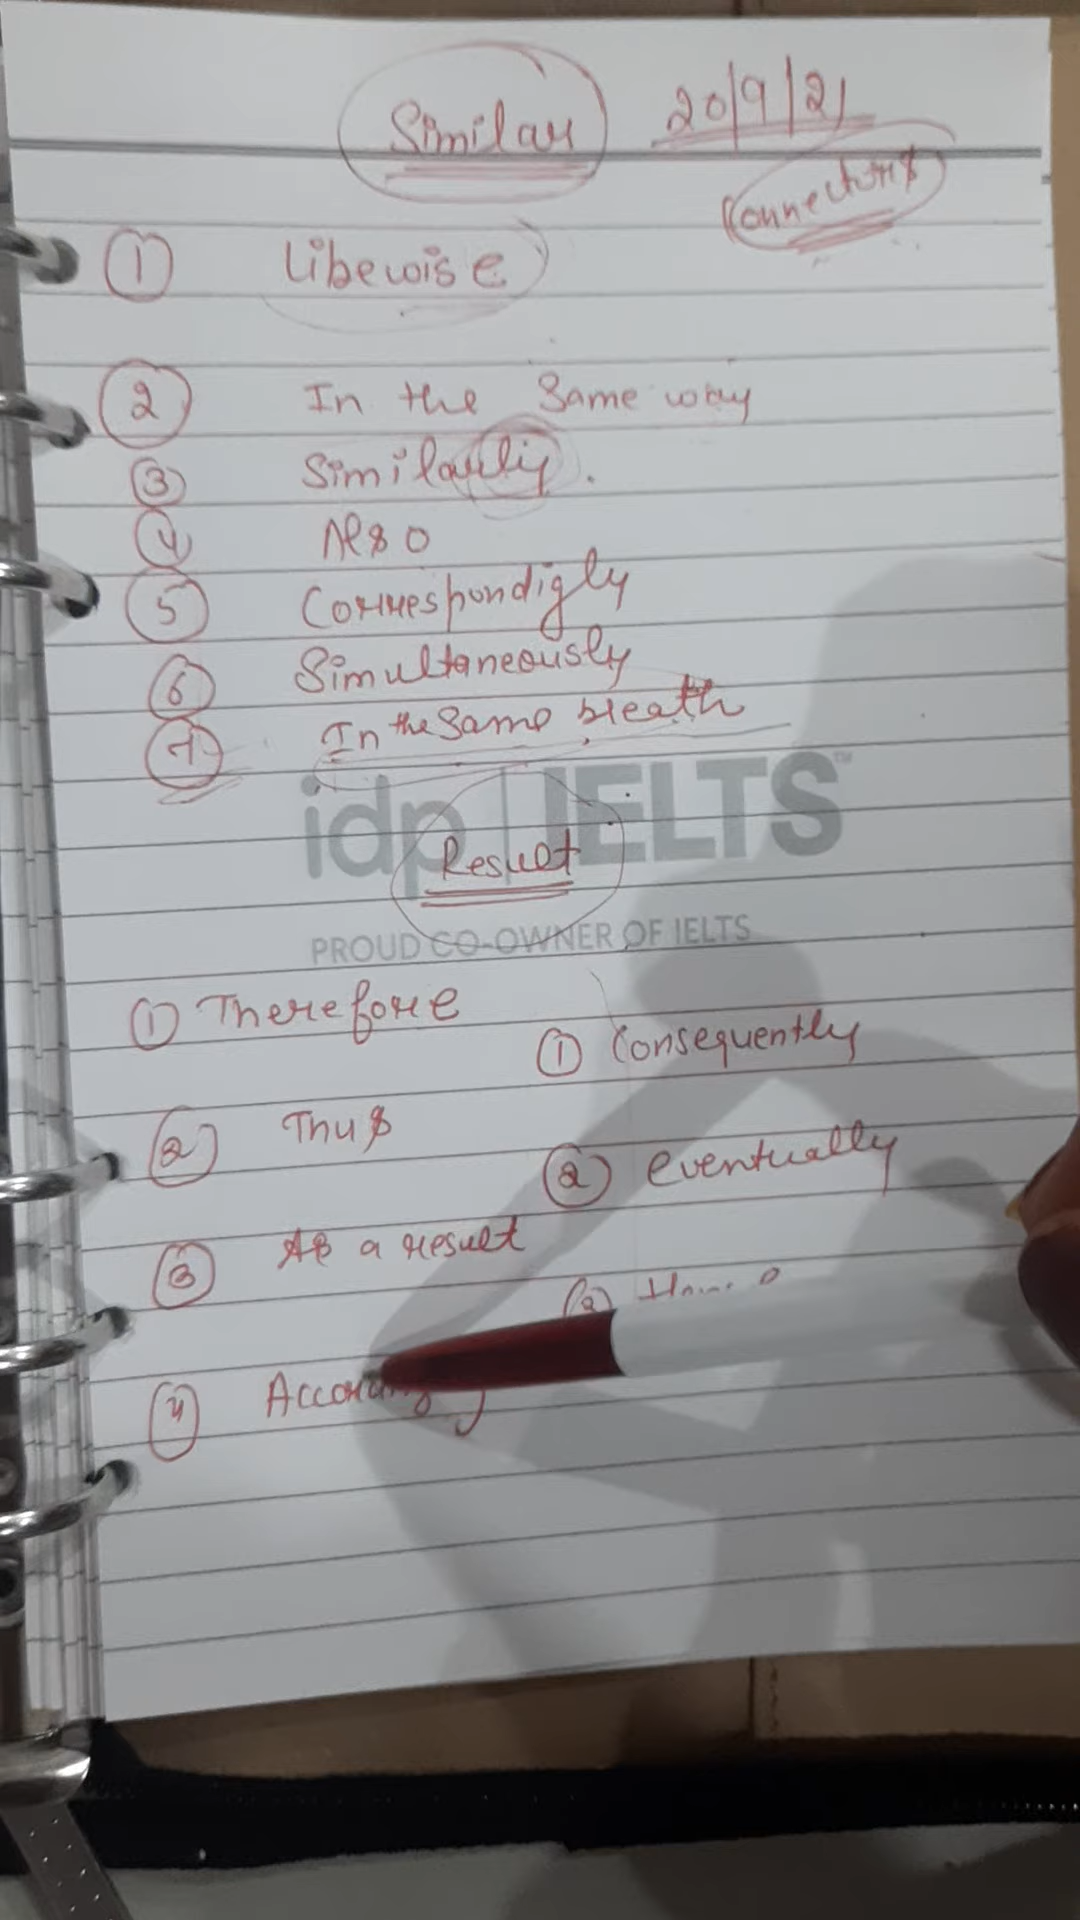 Similar 20/9/21
Connectors
1 Likewise
2 In the Same way
3 Similarly.
4 Also
5 Correspondigly
6 Simultaneously
7 In the Same breath
idp IELTS™
Result
PROUD CO-OWNER OF IELTS
1 Therefore
1 Consequently
2 Thus
2 eventually
3 As a result
4